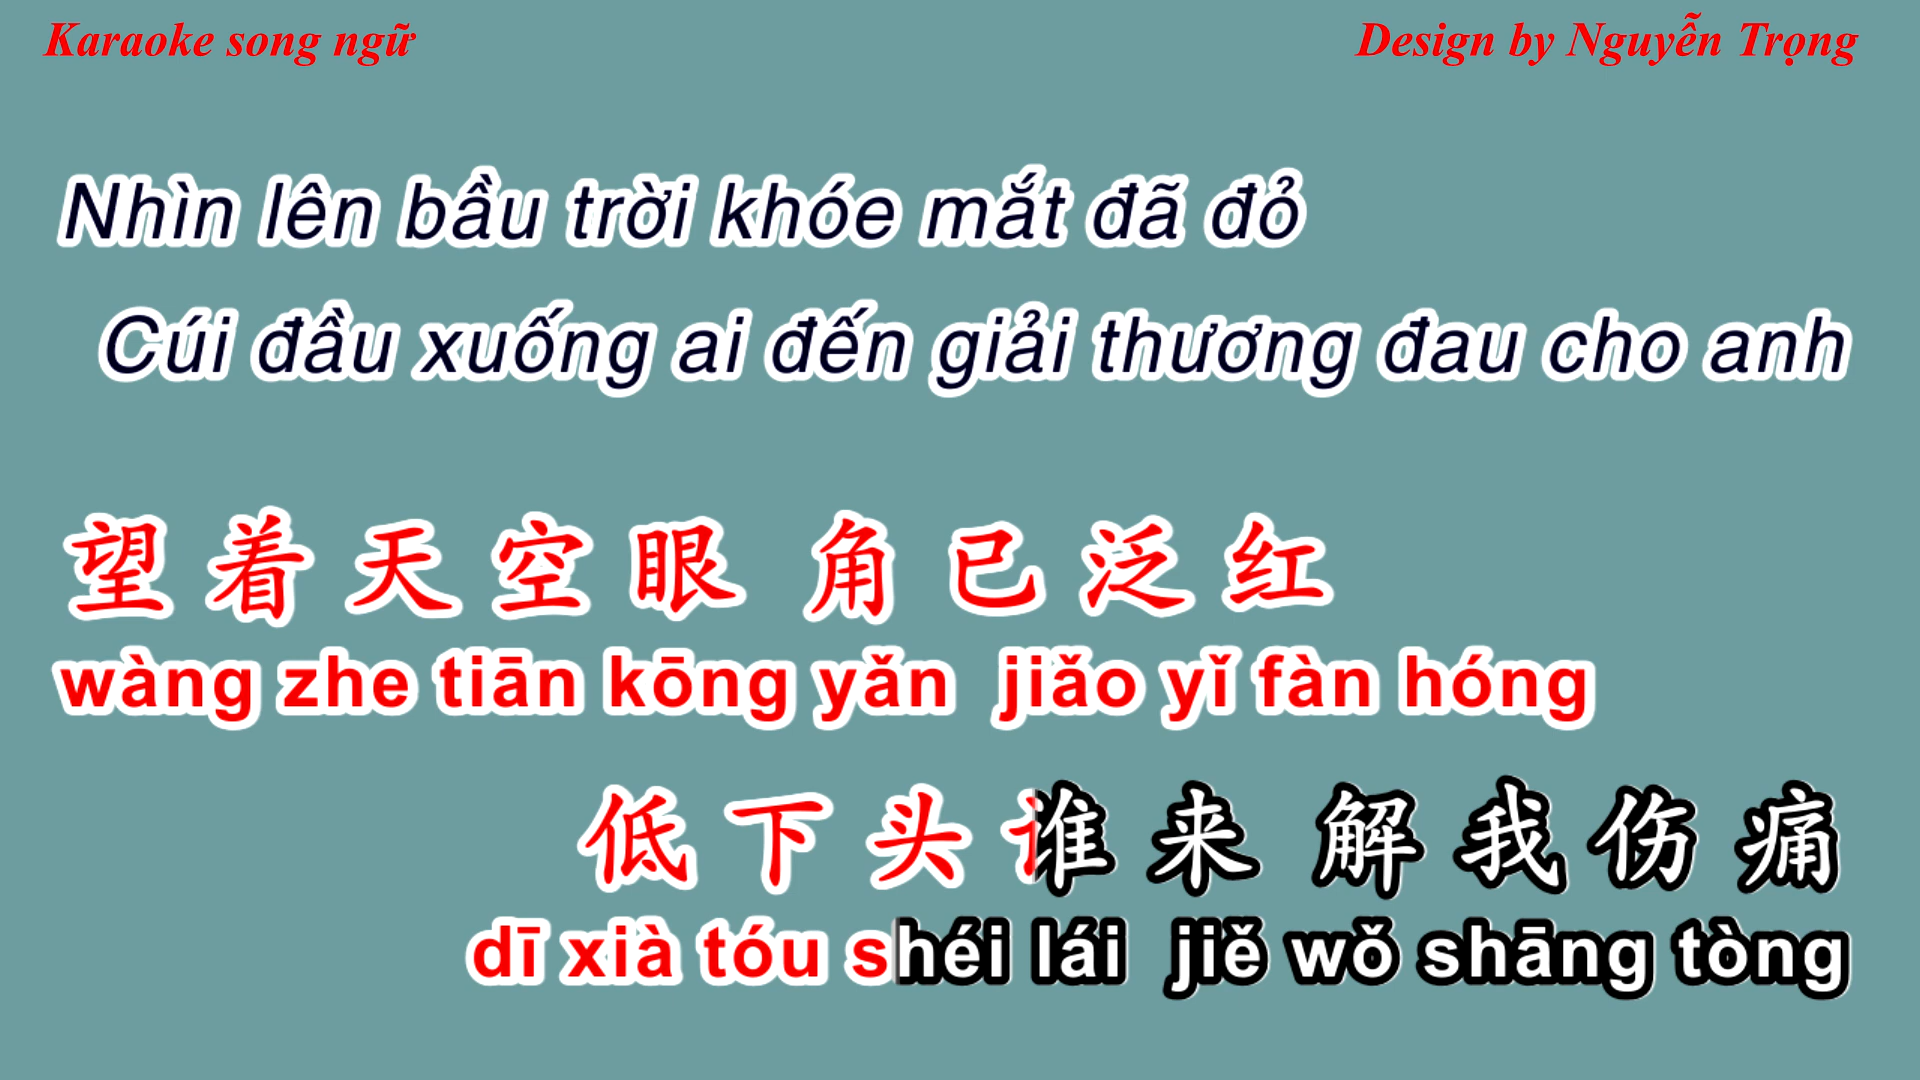 Karaoke song ngữ
Design by Nguyễn Trọng
Nhìn lên bầu trời khóe mắt đã đỏ
Cúi đầu xuống ai đến giải thương đau cho anh
望着天空眼 角已泛红
wàng zhe tiān kōng yǎn jiǎo yǐ fàn hóng
低下头谁来 解我伤痛
dī xià tóu shéi lái jiě wǒ shāng tòng